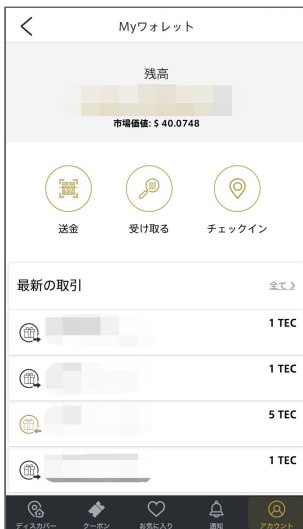 Myウォレット
残高
市場価値: $ 40.0748
送金
受け取る
チェックイン
最新の取引
全て >
1 TEC
1 TEC
5 TEC
1 TEC
ディスカバー
クーポン
お気に入り
通知
アカウント